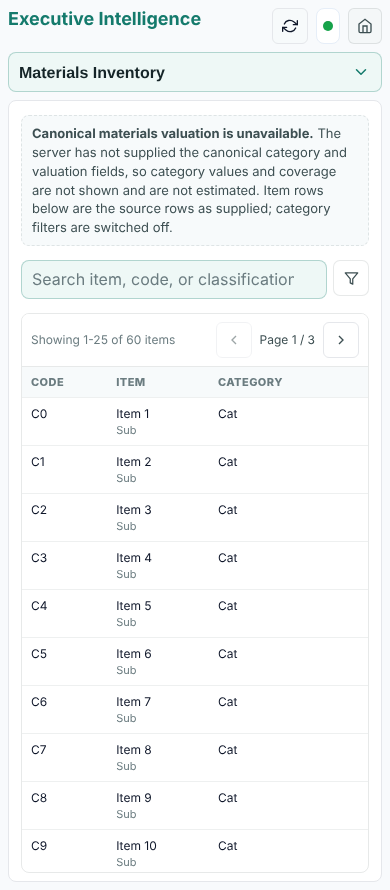 Executive Intelligence
Materials Inventory
Canonical materials valuation is unavailable. The
server has not supplied the canonical category and
valuation fields, so category values and coverage
are not shown and are not estimated. Item rows
below are the source rows as supplied; category
filters are switched off.
Search item, code, or classificatior
Showing 1-25 of 60 items
Page 1 / 3
CODE ITEM CATEGORY
C0 Item 1 Cat
Sub
C1 Item 2 Cat
Sub
C2 Item 3 Cat
Sub
C3 Item 4 Cat
Sub
C4 Item 5 Cat
Sub
C5 Item 6 Cat
Sub
C6 Item 7 Cat
Sub
C7 Item 8 Cat
Sub
C8 Item 9 Cat
Sub
C9 Item 10 Cat
Sub